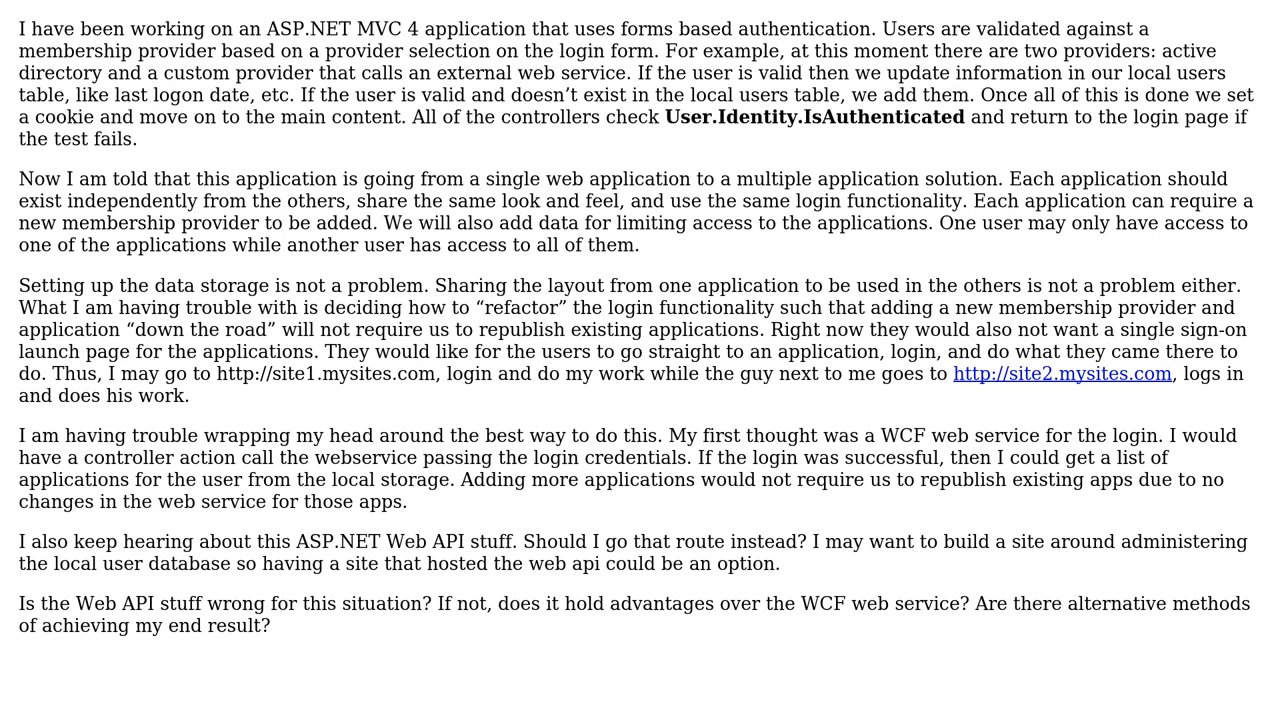 I have been working on an ASP.NET MVC 4 application that uses forms based authentication. Users are validated against a
membership provider based on a provider selection on the login form. For example, at this moment there are two providers: active
directory and a custom provider that calls an external web service. If the user is valid then we update information in our local users
table, like last logon date, etc. If the user is valid and doesn’t exist in the local users table, we add them. Once all of this is done we set
a cookie and move on to the main content. All of the controllers check User.Identity.IsAuthenticated and return to the login page if
the test fails.
Now I am told that this application is going from a single web application to a multiple application solution. Each application should
exist independently from the others, share the same look and feel, and use the same login functionality. Each application can require a
new membership provider to be added. We will also add data for limiting access to the applications. One user may only have access to
one of the applications while another user has access to all of them.
Setting up the data storage is not a problem. Sharing the layout from one application to be used in the others is not a problem either.
What I am having trouble with is deciding how to “refactor” the login functionality such that adding a new membership provider and
application “down the road” will not require us to republish existing applications. Right now they would also not want a single sign-on
launch page for the applications. They would like for the users to go straight to an application, login, and do what they came there to
do. Thus, I may go to http://site1.mysites.com, login and do my work while the guy next to me goes to http://site2.mysites.com, logs in
and does his work.
I am having trouble wrapping my head around the best way to do this. My first thought was a WCF web service for the login. I would
have a controller action call the webservice passing the login credentials. If the login was successful, then I could get a list of
applications for the user from the local storage. Adding more applications would not require us to republish existing apps due to no
changes in the web service for those apps.
I also keep hearing about this ASP.NET Web API stuff. Should I go that route instead? I may want to build a site around administering
the local user database so having a site that hosted the web api could be an option.
Is the Web API stuff wrong for this situation? If not, does it hold advantages over the WCF web service? Are there alternative methods
of achieving my end result?